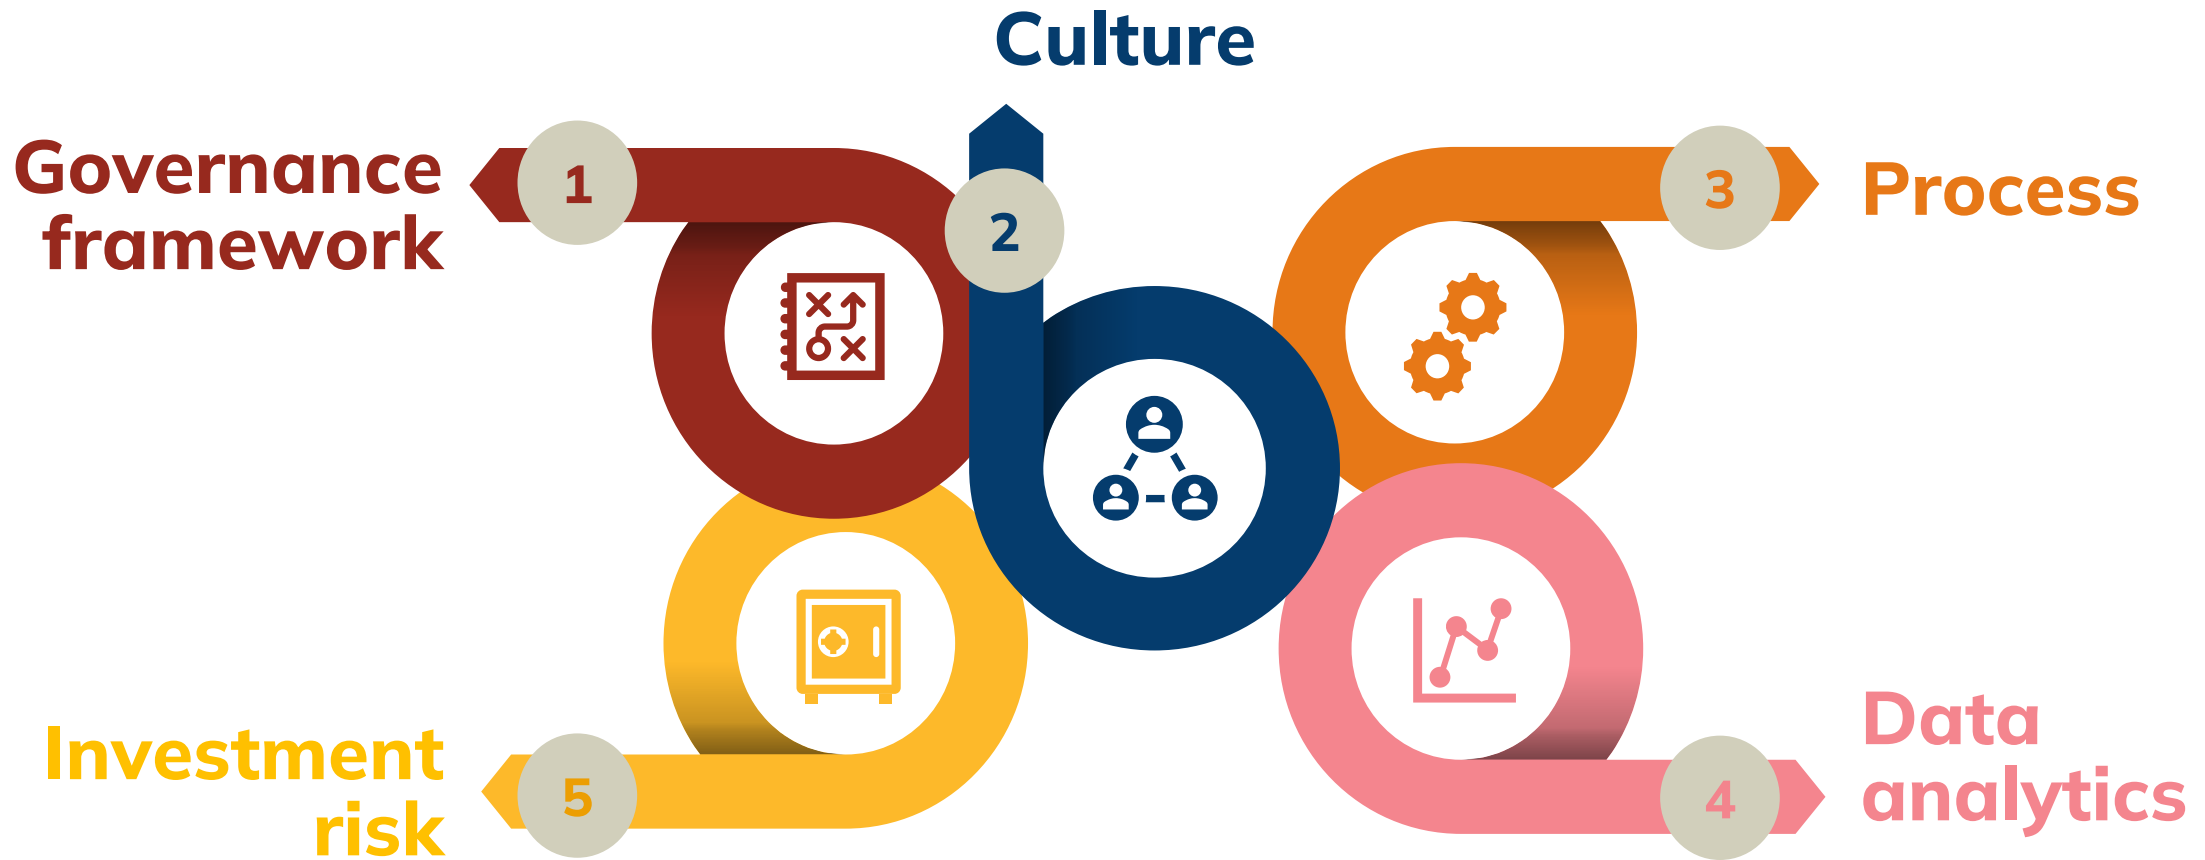 Culture
Governance
framework
1
2
3
Process
Investment
risk
5
4
Data
analytics